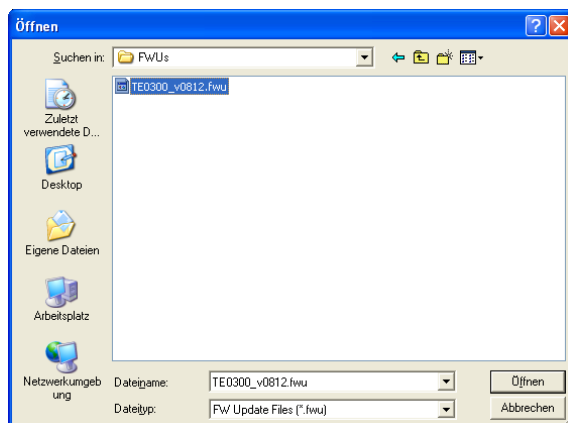 Öffnen
Suchen in: FWUs
TE0300_v0812.fwu
Zuletzt
verwendete D...
Desktop
Eigene Dateien
Arbeitsplatz
Netzwerkumgeb
ung
Dateiname: TE0300_v0812.fwu Öffnen
Dateityp: FW Update Files (*.fwu) Abbrechen